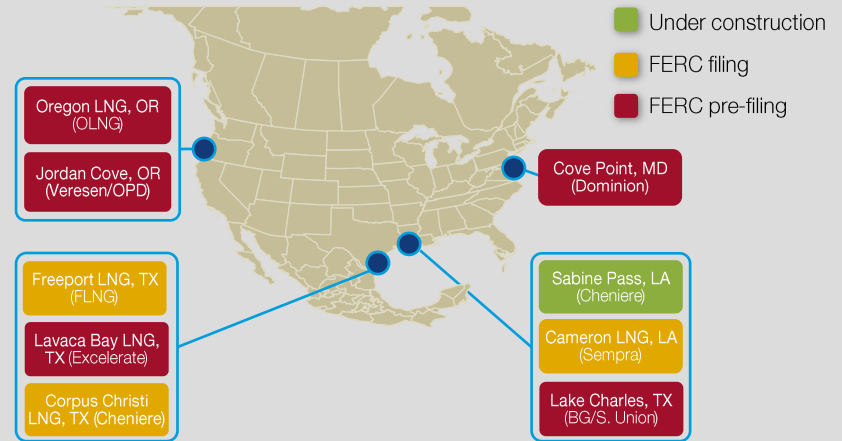 Under construction
FERC filing
FERC pre-filing
Oregon LNG, OR
(OLNG)
Jordan Cove, OR
(Veresen/OPD)
Cove Point, MD
(Dominion)
Freeport LNG, TX
(FLNG)
Lavaca Bay LNG,
TX (Excelerate)
Corpus Christi
LNG, TX (Cheniere)
Sabine Pass, LA
(Cheniere)
Cameron LNG, LA
(Sempra)
Lake Charles, TX
(BG/S. Union)